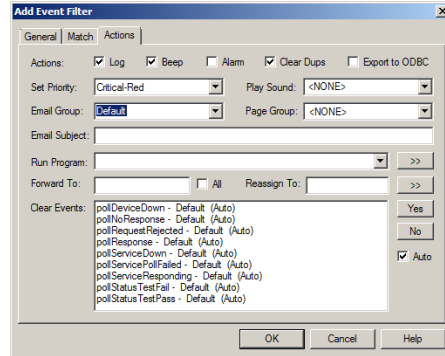 Add Event Filter
General Match Actions
Actions: Log Beep Alarm Clear Dups Export to ODBC
Set Priority: Critical-Red Play Sound: <NONE>
Email Group: Default Page Group: <NONE>
Email Subject:
Run Program: >>
Forward To: All Reassign To: >>
Clear Events: pollDeviceDown - Default (Auto) Yes
pollNoResponse - Default (Auto)
pollRequestRejected - Default (Auto) No
pollResponse - Default (Auto)
pollServiceDown - Default (Auto) Auto
pollServicePollFailed - Default (Auto)
pollServiceResponding - Default (Auto)
pollStatusTestFail - Default (Auto)
pollStatusTestPass - Default (Auto)
OK Cancel Help